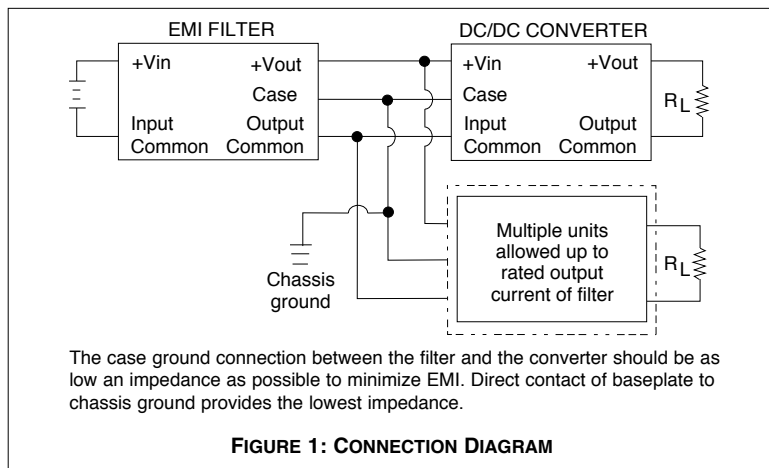 EMI FILTER
DC/DC CONVERTER
+Vin
+Vout
Case
Input
Common
Output
Common
+Vin
+Vout
Case
Input
Common
Output
Common
RL
Chassis
ground
Multiple units
allowed up to
rated output
current of filter
RL
The case ground connection between the filter and the converter should be as
low an impedance as possible to minimize EMI. Direct contact of baseplate to
chassis ground provides the lowest impedance.
FIGURE 1: CONNECTION DIAGRAM